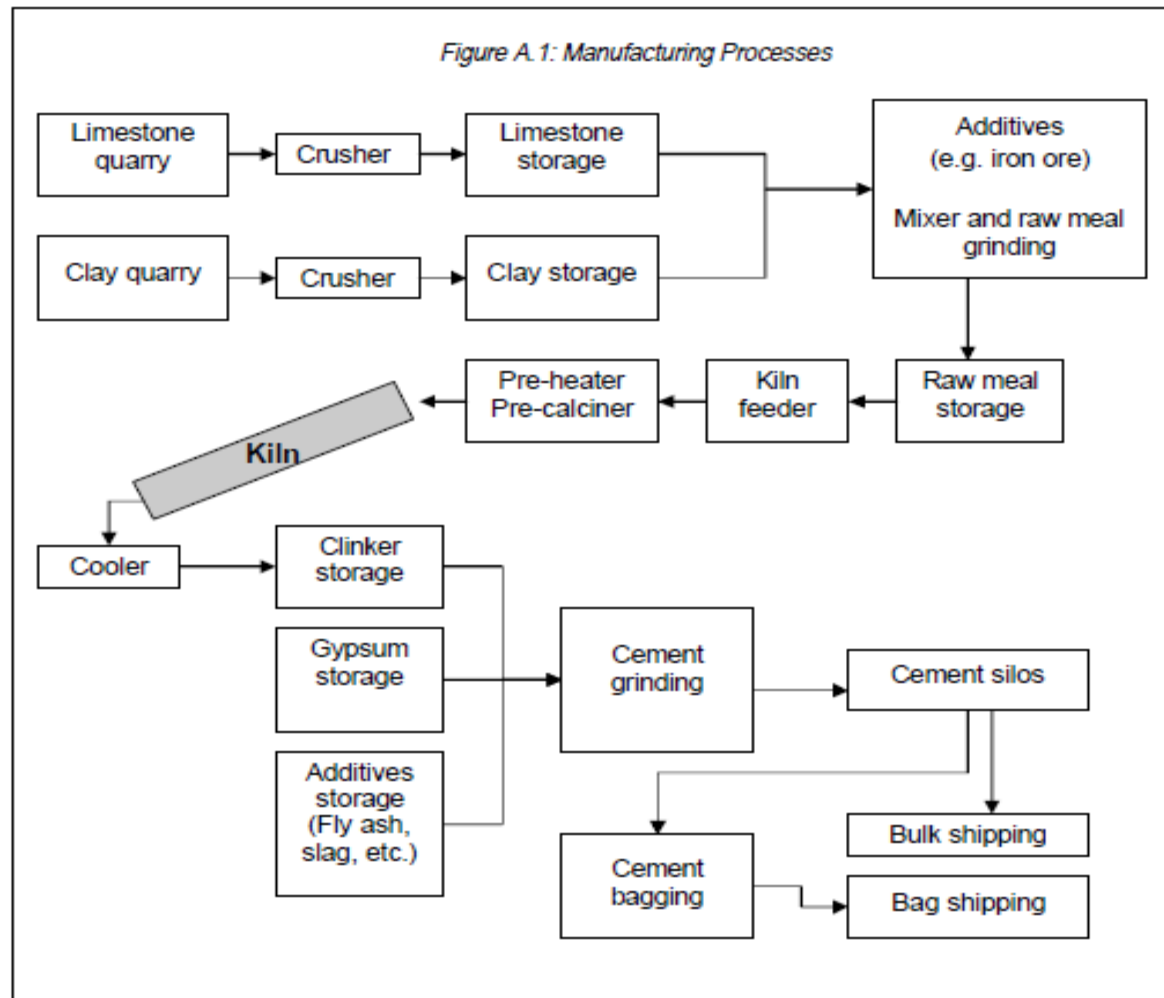 Figure A.1: Manufacturing Processes
Limestone
quarry
Crusher
Limestone
storage
Additives
(e.g. iron ore)
Mixer and raw meal
grinding
Clay quarry
Crusher
Clay storage
Pre-heater
Pre-calciner
Kiln
feeder
Raw meal
storage
Kiln
Cooler
Clinker
storage
Gypsum
storage
Additives
storage
(Fly ash,
slag, etc.)
Cement
grinding
Cement silos
Cement
bagging
Bulk shipping
Bag shipping